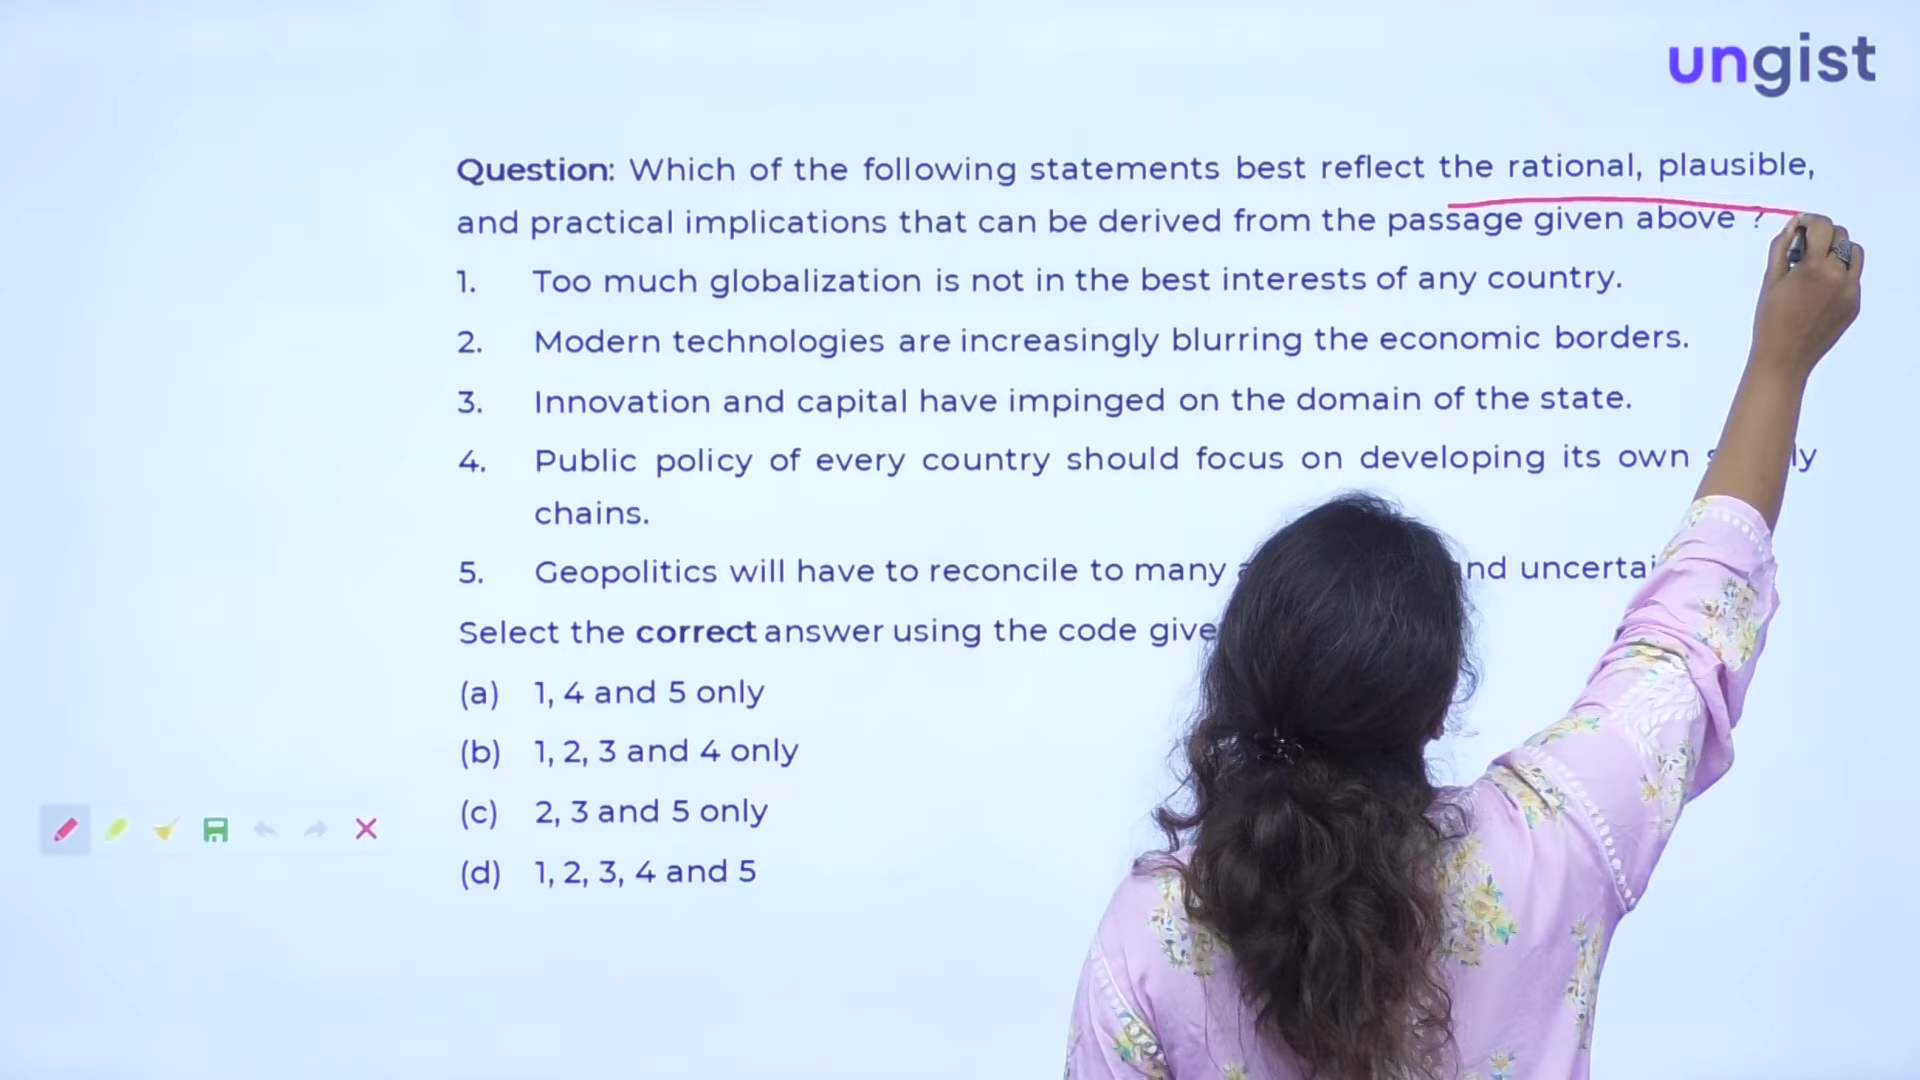 ungist
Question: Which of the following statements best reflect the rational, plausible,
and practical implications that can be derived from the passage given above ?
1. Too much globalization is not in the best interests of any country.
2. Modern technologies are increasingly blurring the economic borders.
3. Innovation and capital have impinged on the domain of the state.
4. Public policy of every country should focus on developing its own
chains.
5. Geopolitics will have to reconcile to many
Select the correct answer using the code
(a) 1, 4 and 5 only
(b) 1, 2, 3 and 4 only
(c) 2, 3 and 5 only
(d) 1, 2, 3, 4 and 5